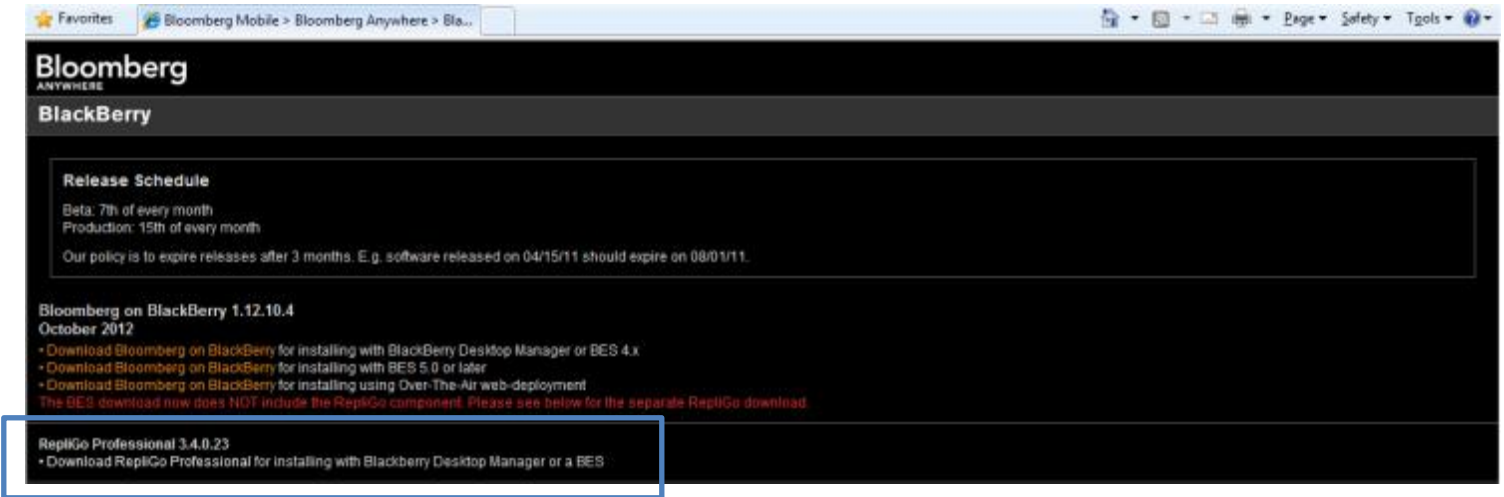 Favorites
Bloomberg Mobile > Bloomberg Anywhere > Bla...
Page
Safety
Tools
Bloomberg
ANYWHERE
BlackBerry
Release Schedule
Beta: 7th of every month
Production: 15th of every month
Our policy is to expire releases after 3 months. E.g. software released on 04/15/11 should expire on 08/01/11.
Bloomberg on BlackBerry 1.12.10.4
October 2012
• Download Bloomberg on BlackBerry for installing with BlackBerry Desktop Manager or BES 4.x
• Download Bloomberg on BlackBerry for installing with BES 5.0 or later
• Download Bloomberg on BlackBerry for installing using Over-The-Air web-deployment
The BES download now does NOT include the RepliGo component. Please see below for the separate RepliGo download.
RepliGo Professional 3.4.0.23
• Download RepliGo Professional for installing with Blackberry Desktop Manager or a BES